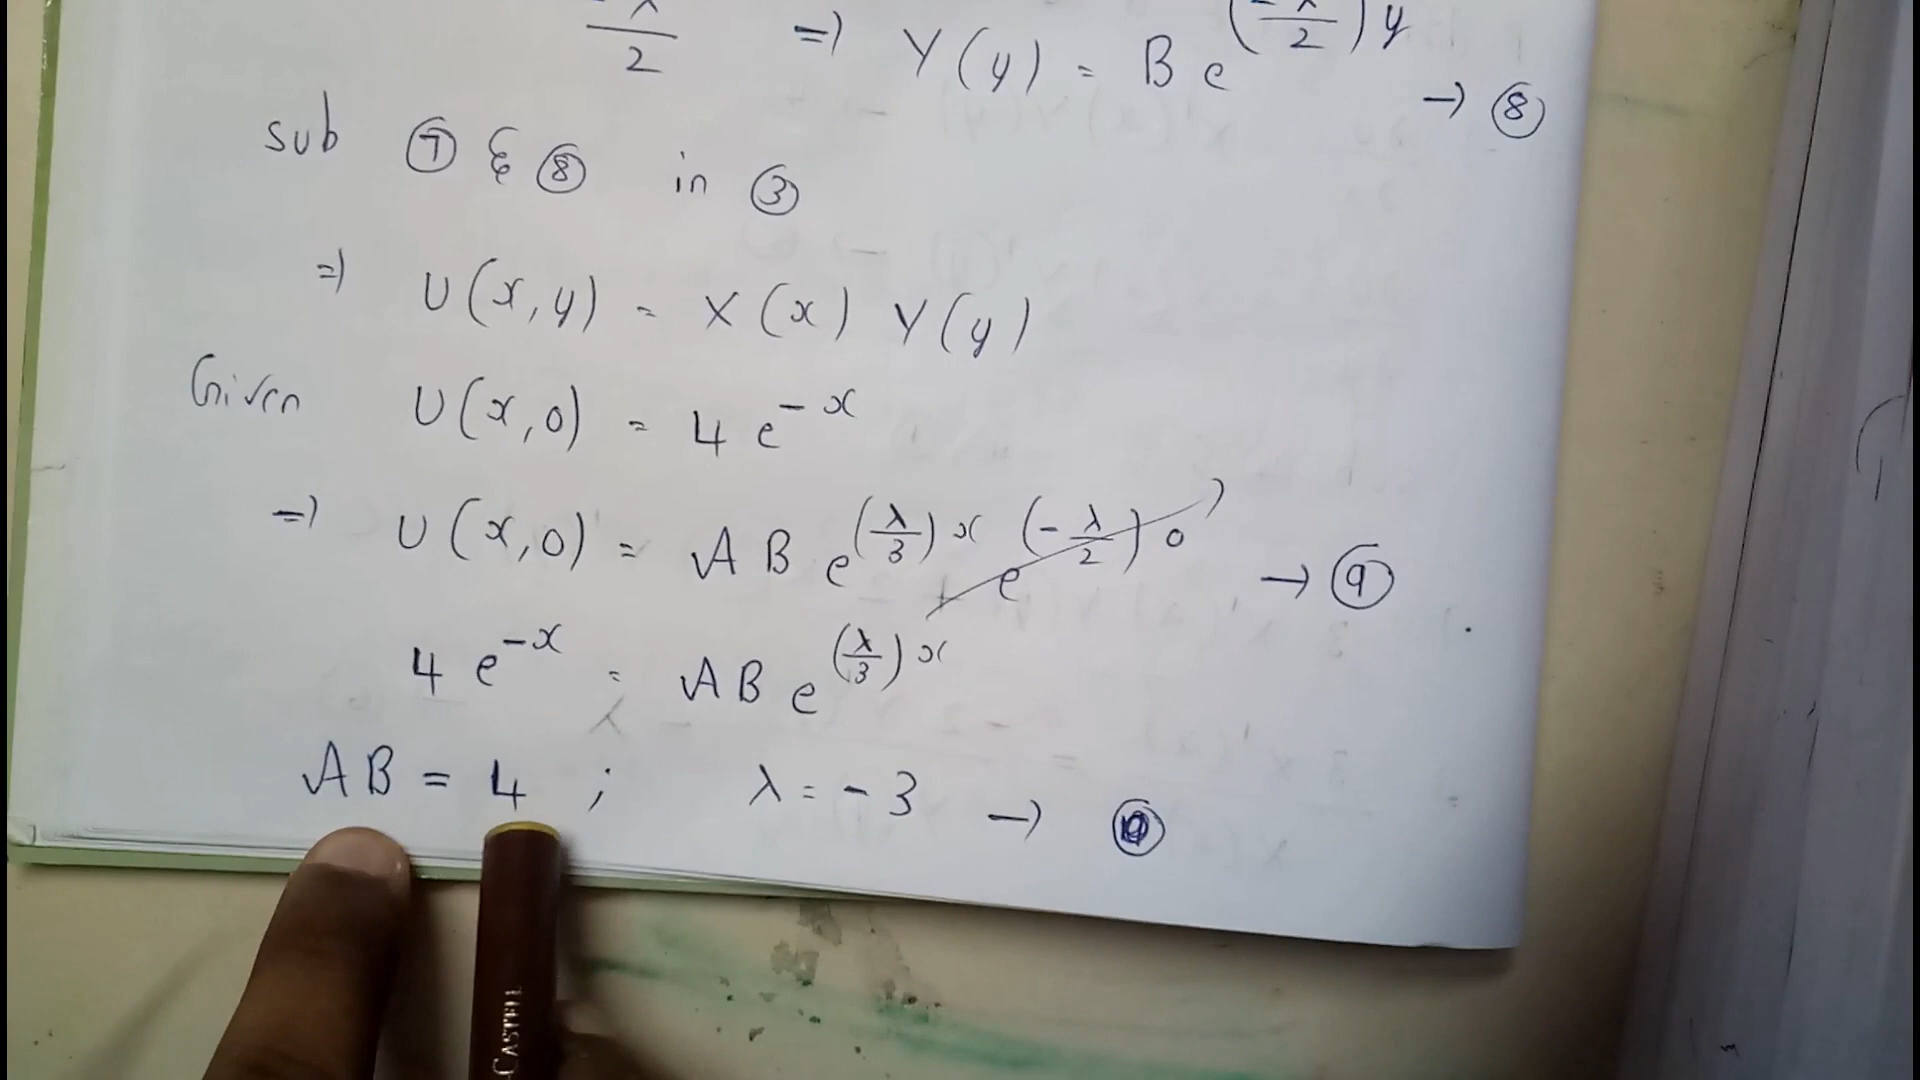 -λ/2 ⇒ Y(y) = B e^(-λ/2)y → ⑧
sub ⑦ & ⑧ in ③
⇒ U(x,y) = X(x) Y(y)
Given U(x,0) = 4 e^-x
⇒ U(x,0) = AB e^(λ/3)x e^(-λ/2)0 → ⑨
4 e^-x = AB e^(λ/3)x
AB = 4 ; λ = -3 → ⑩
CASTELL